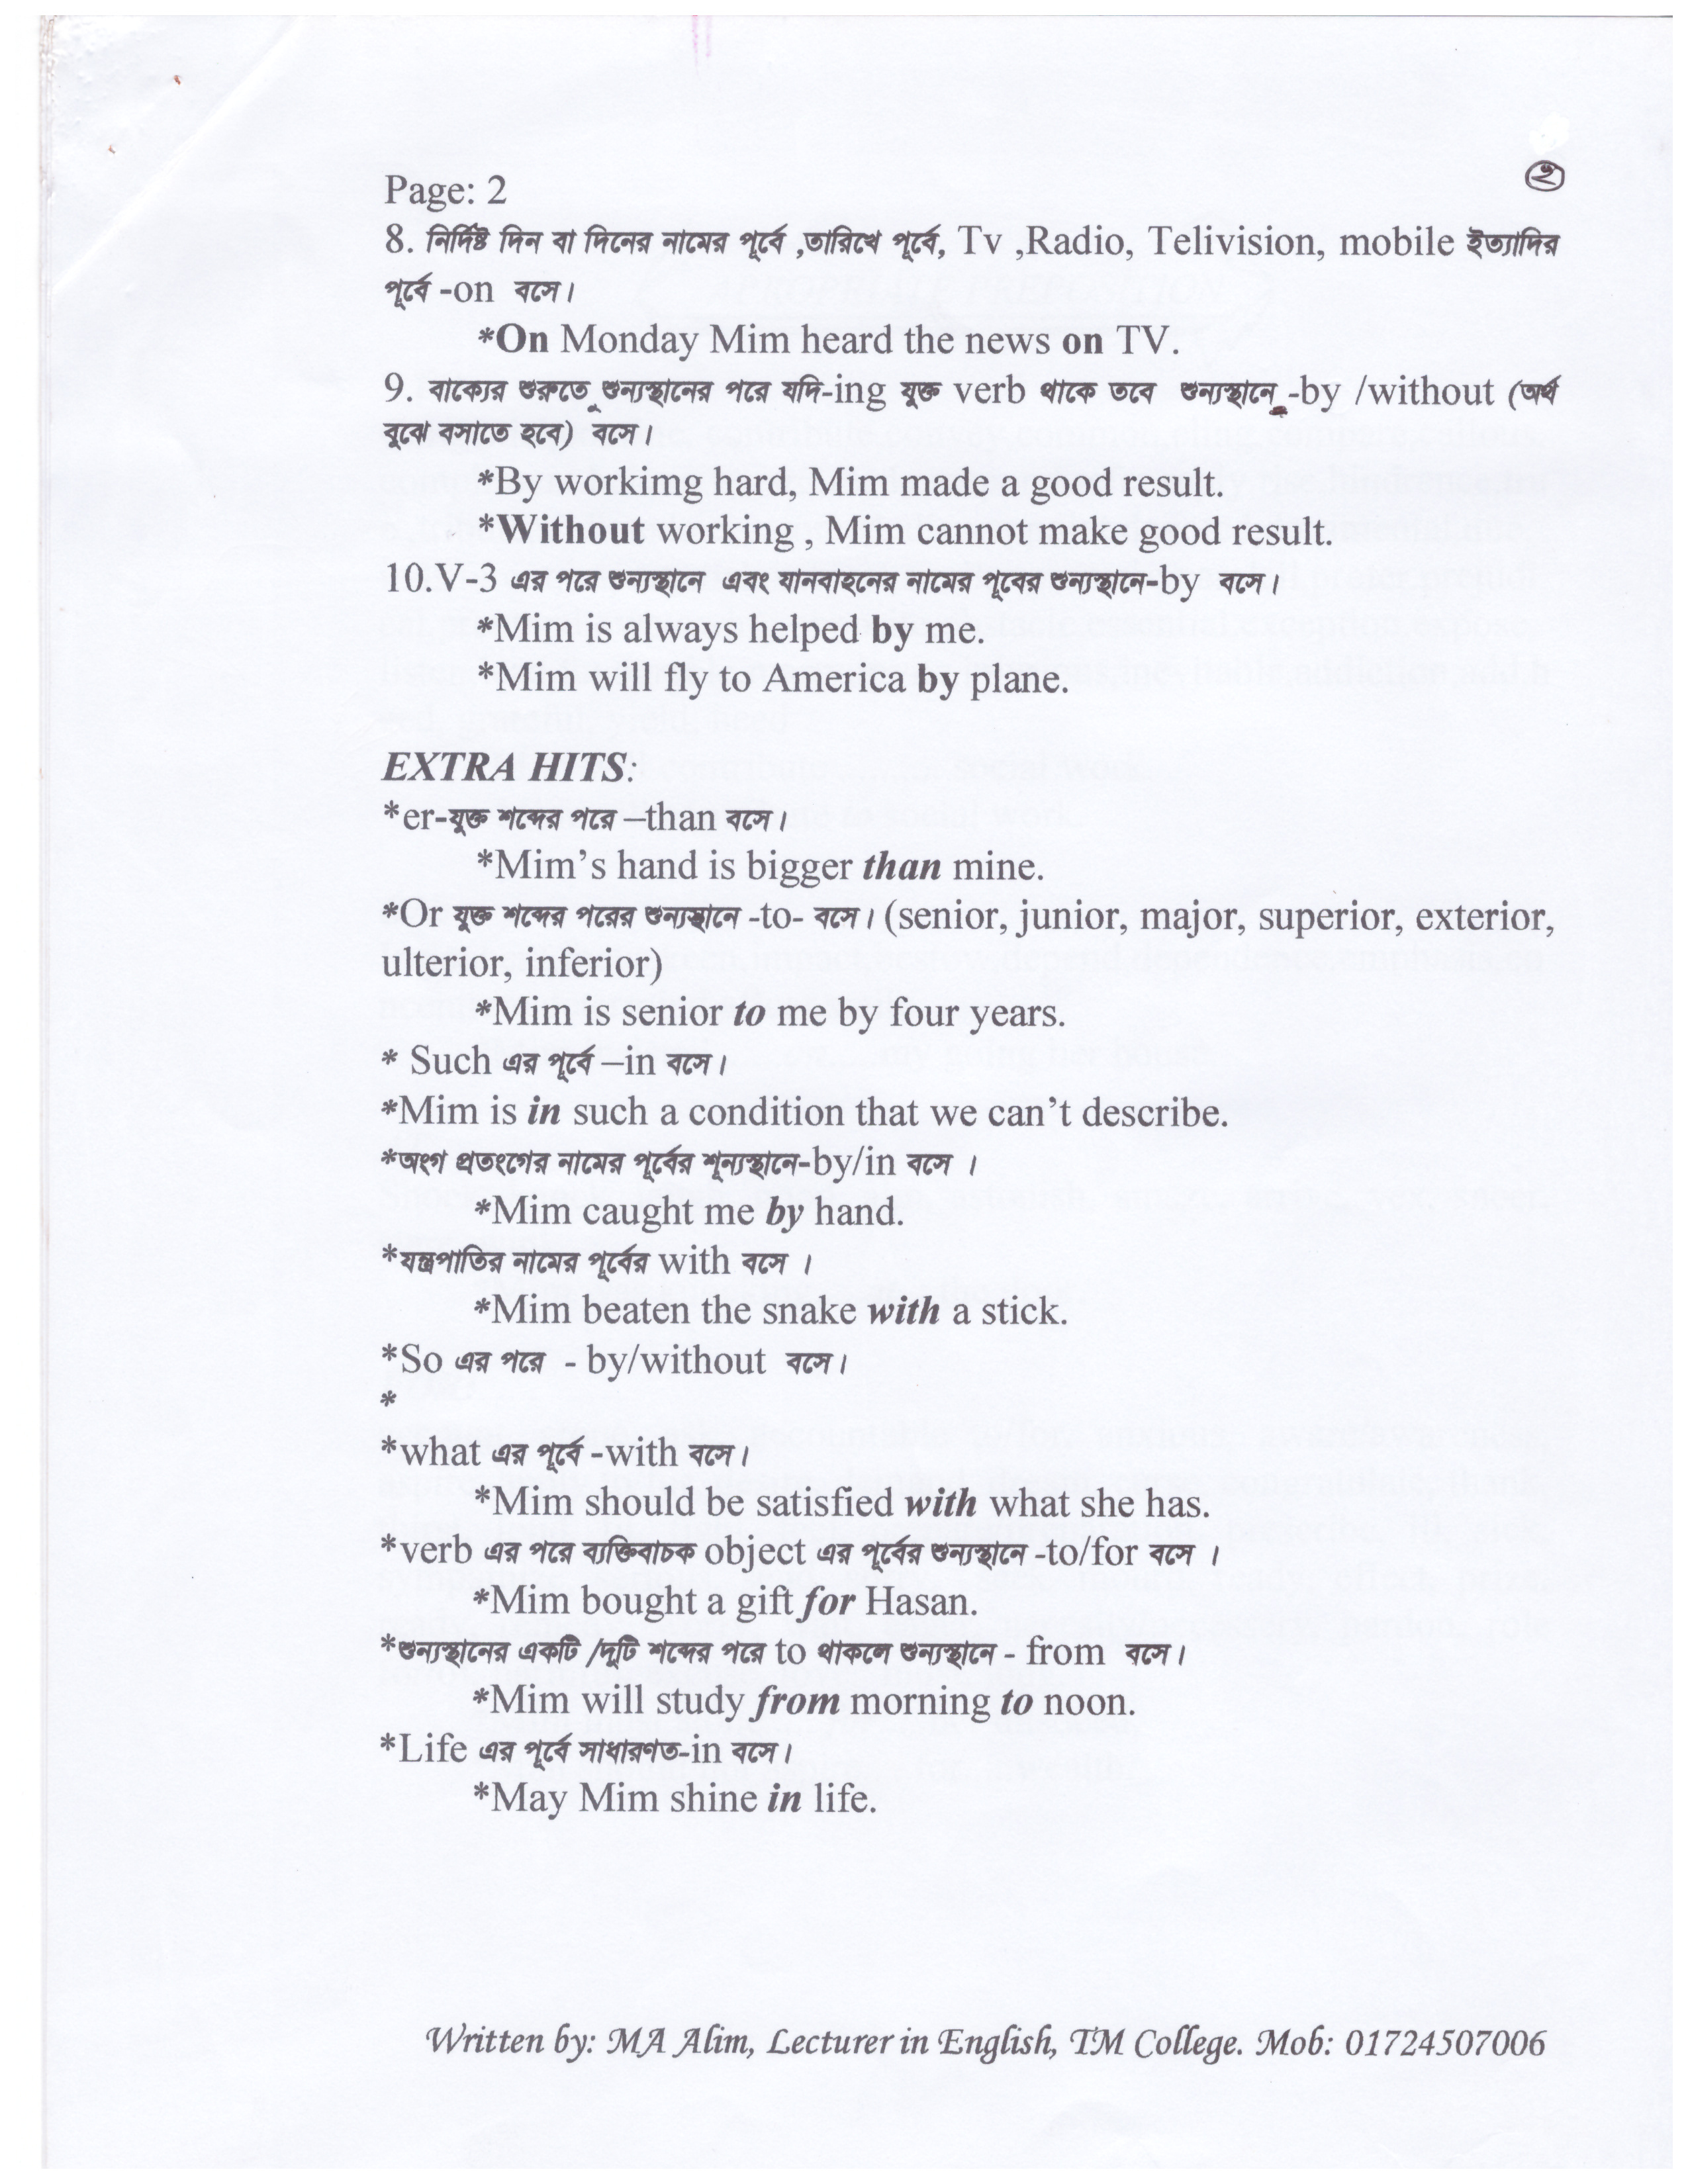 ২
Page: 2
8. নির্দিষ্ট দিন বা দিনের নামের পূর্বে ,তারিখে পূর্বে, Tv ,Radio, Telivision, mobile ইত্যাদির
পূর্বে -on বসে।
*On Monday Mim heard the news on TV.
9. বাক্যের শুরুতে শুন্যস্থানের পরে যদি-ing যুক্ত verb থাকে তবে শুন্যস্থানে -by /without (অর্থ
বুঝে বসাতে হবে) বসে।
*By workimg hard, Mim made a good result.
*Without working , Mim cannot make good result.
10.V-3 এর পরে শুন্যস্থানে এবং যানবাহনের নামের পূবের শুন্যস্থানে-by বসে।
*Mim is always helped by me.
*Mim will fly to America by plane.
EXTRA HITS:
*er-যুক্ত শব্দের পরে –than বসে।
*Mim’s hand is bigger than mine.
*Or যুক্ত শব্দের পরের শুন্যস্থানে -to- বসে। (senior, junior, major, superior, exterior,
ulterior, inferior)
*Mim is senior to me by four years.
* Such এর পূর্বে –in বসে।
*Mim is in such a condition that we can’t describe.
*অংগ প্রতংগের নামের পূর্বের শূন্যস্থানে-by/in বসে ।
*Mim caught me by hand.
*যন্ত্রপাতির নামের পূর্বের with বসে ।
*Mim beaten the snake with a stick.
*So এর পরে - by/without বসে।
*
*what এর পূর্বে -with বসে।
*Mim should be satisfied with what she has.
*verb এর পরে ব্যক্তিবাচক object এর পূর্বের শুন্যস্থানে -to/for বসে ।
*Mim bought a gift for Hasan.
*শুন্যস্থানের একটি /দূটি শব্দের পরে to থাকলে শুন্যস্থানে - from বসে।
*Mim will study from morning to noon.
*Life এর পূর্বে সাধারণত-in বসে।
*May Mim shine in life.
Written by: MA Alim, Lecturer in English, TM College. Mob: 01724507006